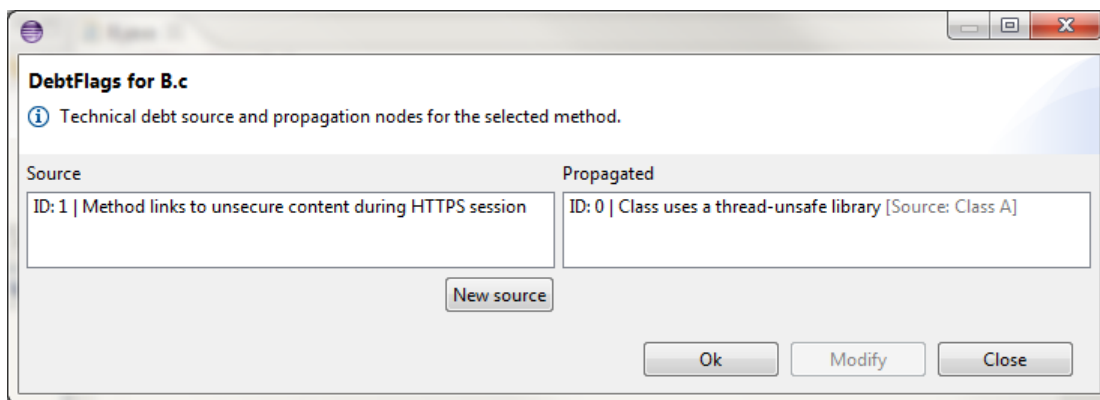 DebtFlags for B.c
Technical debt source and propagation nodes for the selected method.
Source
Propagated
ID: 1 | Method links to unsecure content during HTTPS session
ID: 0 | Class uses a thread-unsafe library [Source: Class A]
New source
Ok
Modify
Close